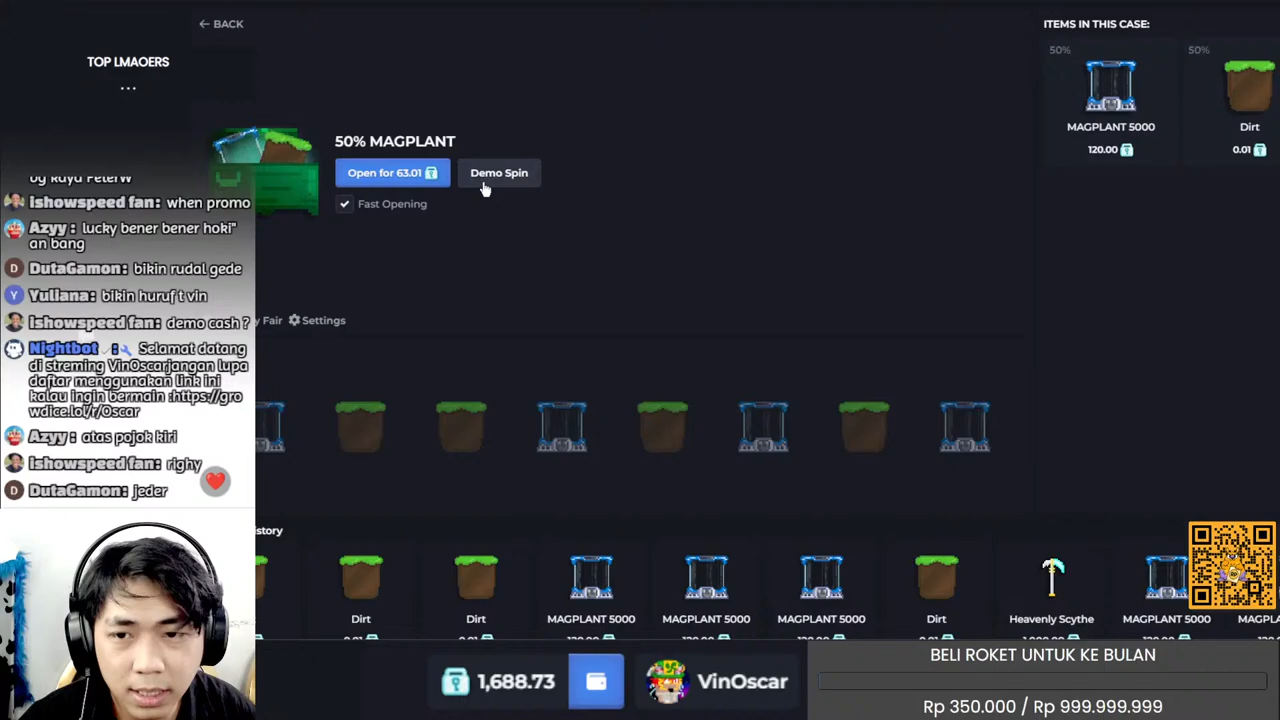 ← BACK
TOP LMAOERS
...
ITEMS IN THIS CASE:
50%
MAGPLANT 5000
120.00
50%
Dirt
0.01
50% MAGPLANT
Open for 63.01
Demo Spin
Fast Opening
Ishowspeed fan: when promo
Azyy : lucky bener bener hoki"
an bang
DutaGamon: bikin rudal gede
Yuliana: bikin huruf t vin
Ishowspeed fan: demo cash ?
Nightbot : Selamat datang
di streming VinOscarjangan lupa
daftar menggunakan link ini
kalau ingin bermain :https://gro
wdice.lol/r/Oscar
Azyy : atas pojok kiri
Ishowspeed fan: righy
DutaGamon: jeder
y Fair Settings
istory
Dirt
Dirt
MAGPLANT 5000
MAGPLANT 5000
MAGPLANT 5000
Dirt
Heavenly Scythe
MAGPLANT 5000
MAGPLA
1,688.73
VinOscar
BELI ROKET UNTUK KE BULAN
Rp 350.000 / Rp 999.999.999